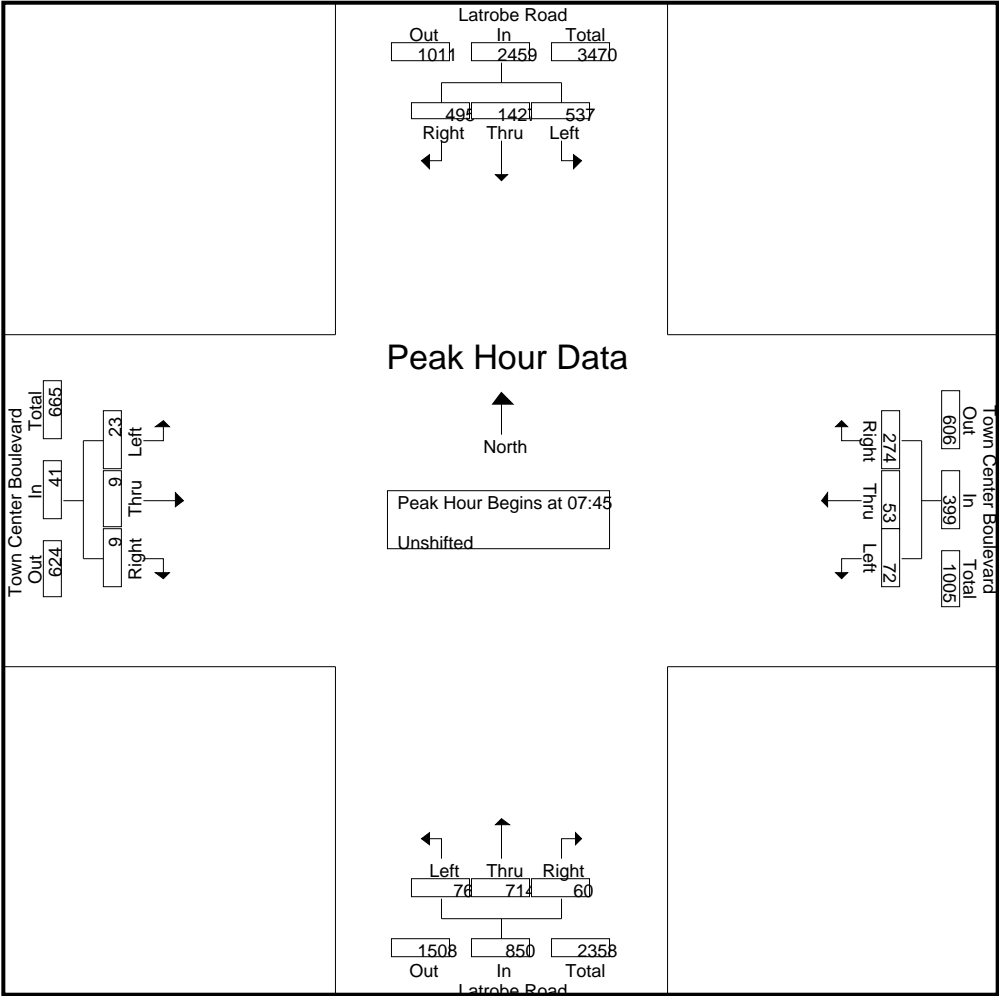 Latrobe Road
Out In Total
1011 2459 3470
495 1427 537
Right Thru Left
Peak Hour Data
North
Peak Hour Begins at 07:45
Unshifted
Town Center Boulevard
Total In Out
665 41 624
23 9 9
Left Thru Right
Town Center Boulevard
Out In Total
606 399 1005
274 53 72
Right Thru Left
Left Thru Right
76 714 60
1508 850 2358
Out In Total
Latrobe Road